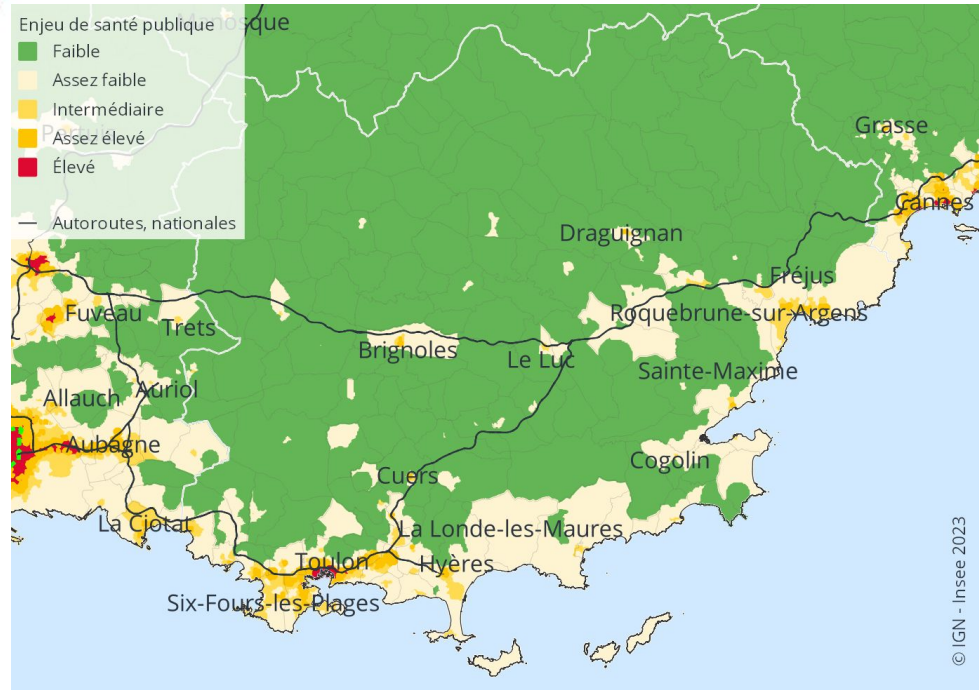 Enjeu de santé publique
Faible
Assez faible
Intermédiaire
Assez élevé
Élevé
Autoroutes, nationales
Manosque
Pertuis
Grasse
Cannes
Draguignan
Fréjus
Fuveau
Roquebrune-sur-Argens
Trets
Brignoles
Le Luc
Sainte-Maxime
Allauch
Auriol
Aubagne
Cogolin
Cuers
La Ciotat
La Londe-les-Maures
Toulon
Hyères
Six-Fours-les-Plages
© IGN - Insee 2023